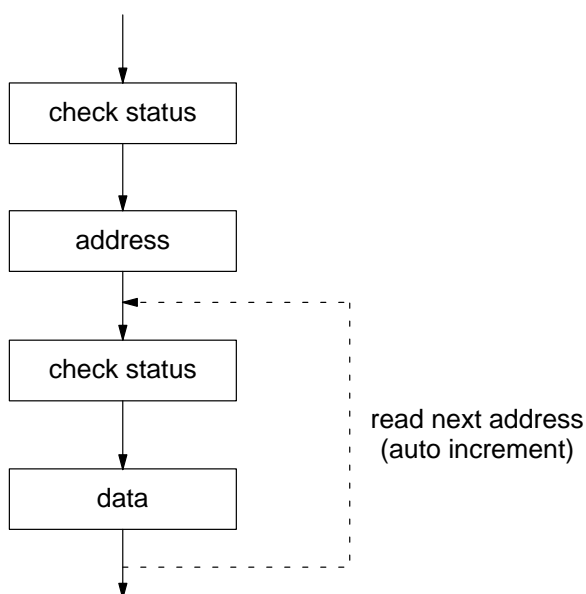 check status
address
check status
read next address
(auto increment)
data